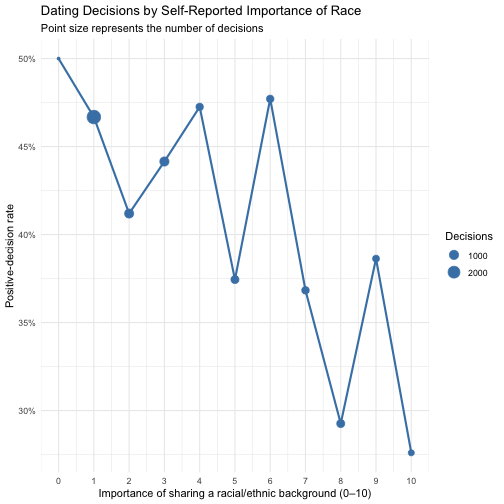 Dating Decisions by Self-Reported Importance of Race
Point size represents the number of decisions
Positive-decision rate
50%
45%
40%
35%
30%
0 1 2 3 4 5 6 7 8 9 10
Importance of sharing a racial/ethnic background (0–10)
Decisions
1000
2000